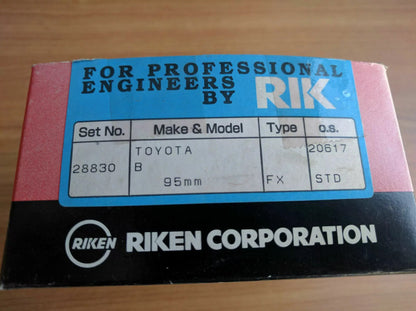 FOR PROFESSIONAL
ENGINEERS
BY RIK
Set No. Make & Model Type o.s.
TOYOTA 20617
28830 B
95mm FX STD
RIKEN RIKEN CORPORATION